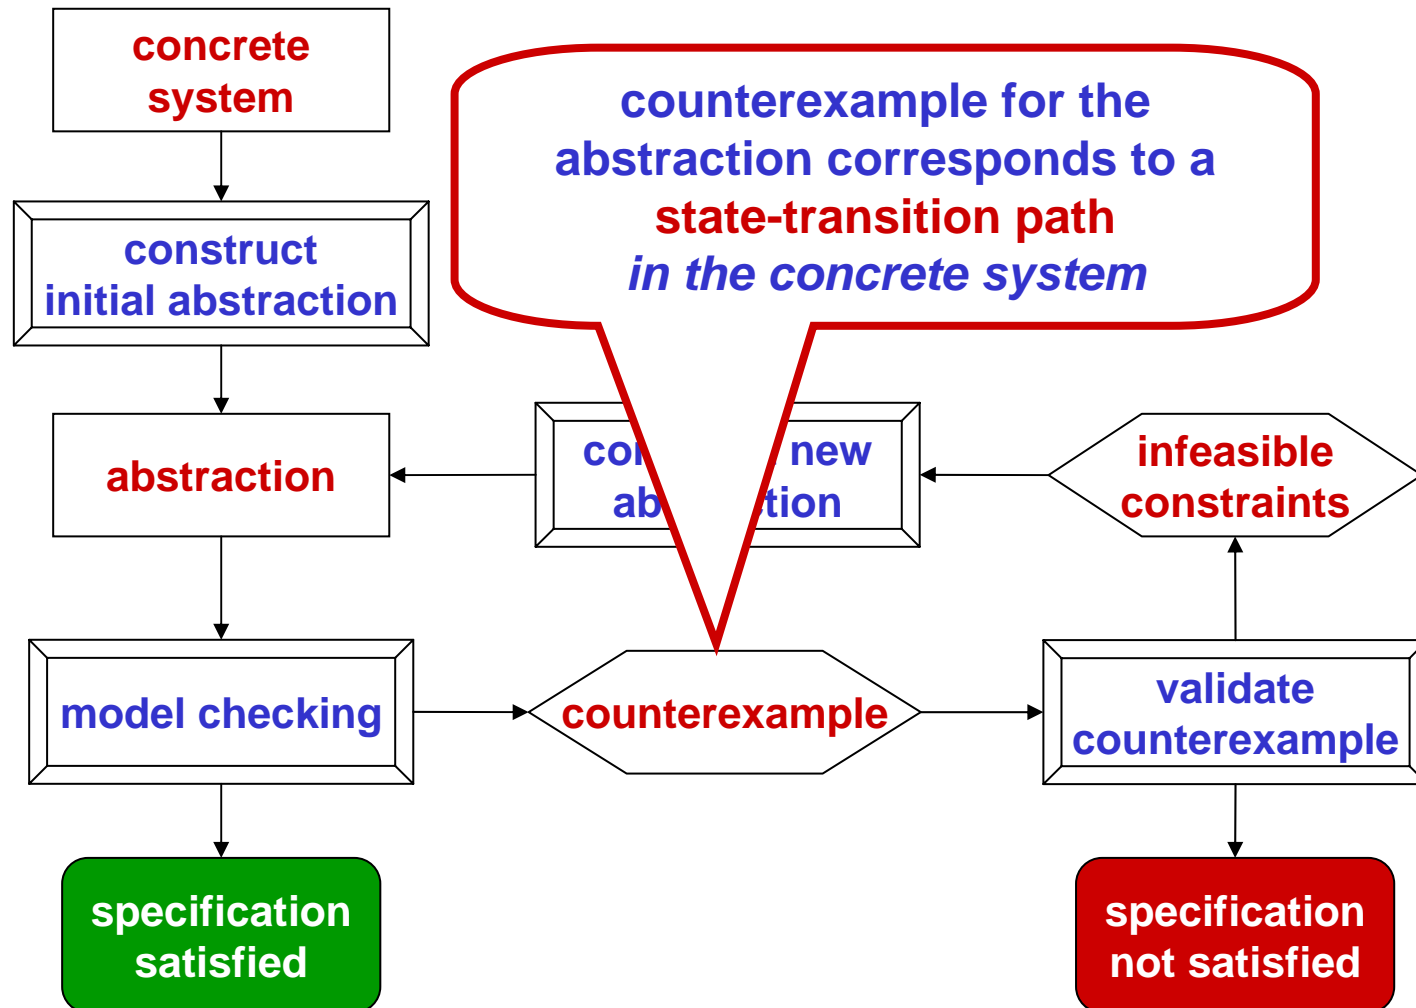 concrete
system
counterexample for the
abstraction corresponds to a
state-transition path
in the concrete system
construct
initial abstraction
abstraction
new
infeasible
constraints
model checking
counterexample
validate
counterexample
specification
satisfied
specification
not satisfied